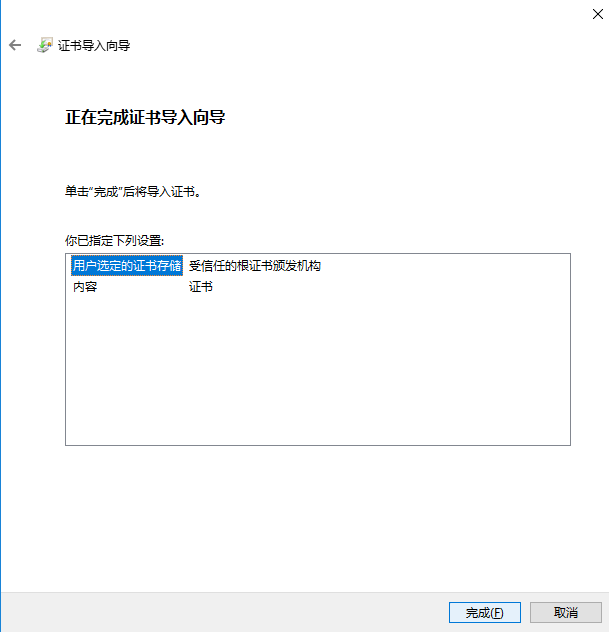 证书导入向导
正在完成证书导入向导
单击“完成”后将导入证书。
你已指定下列设置:
用户选定的证书存储 受信任的根证书颁发机构
内容 证书
完成(F) 取消